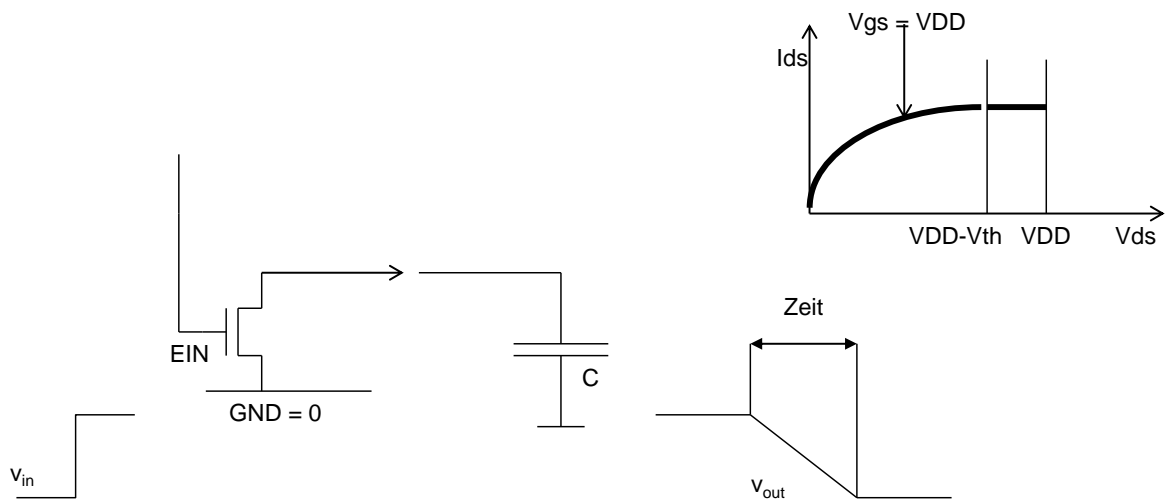 Vgs = VDD
Ids
VDD-Vth VDD Vds
Zeit
EIN
C
GND = 0
vin
vout